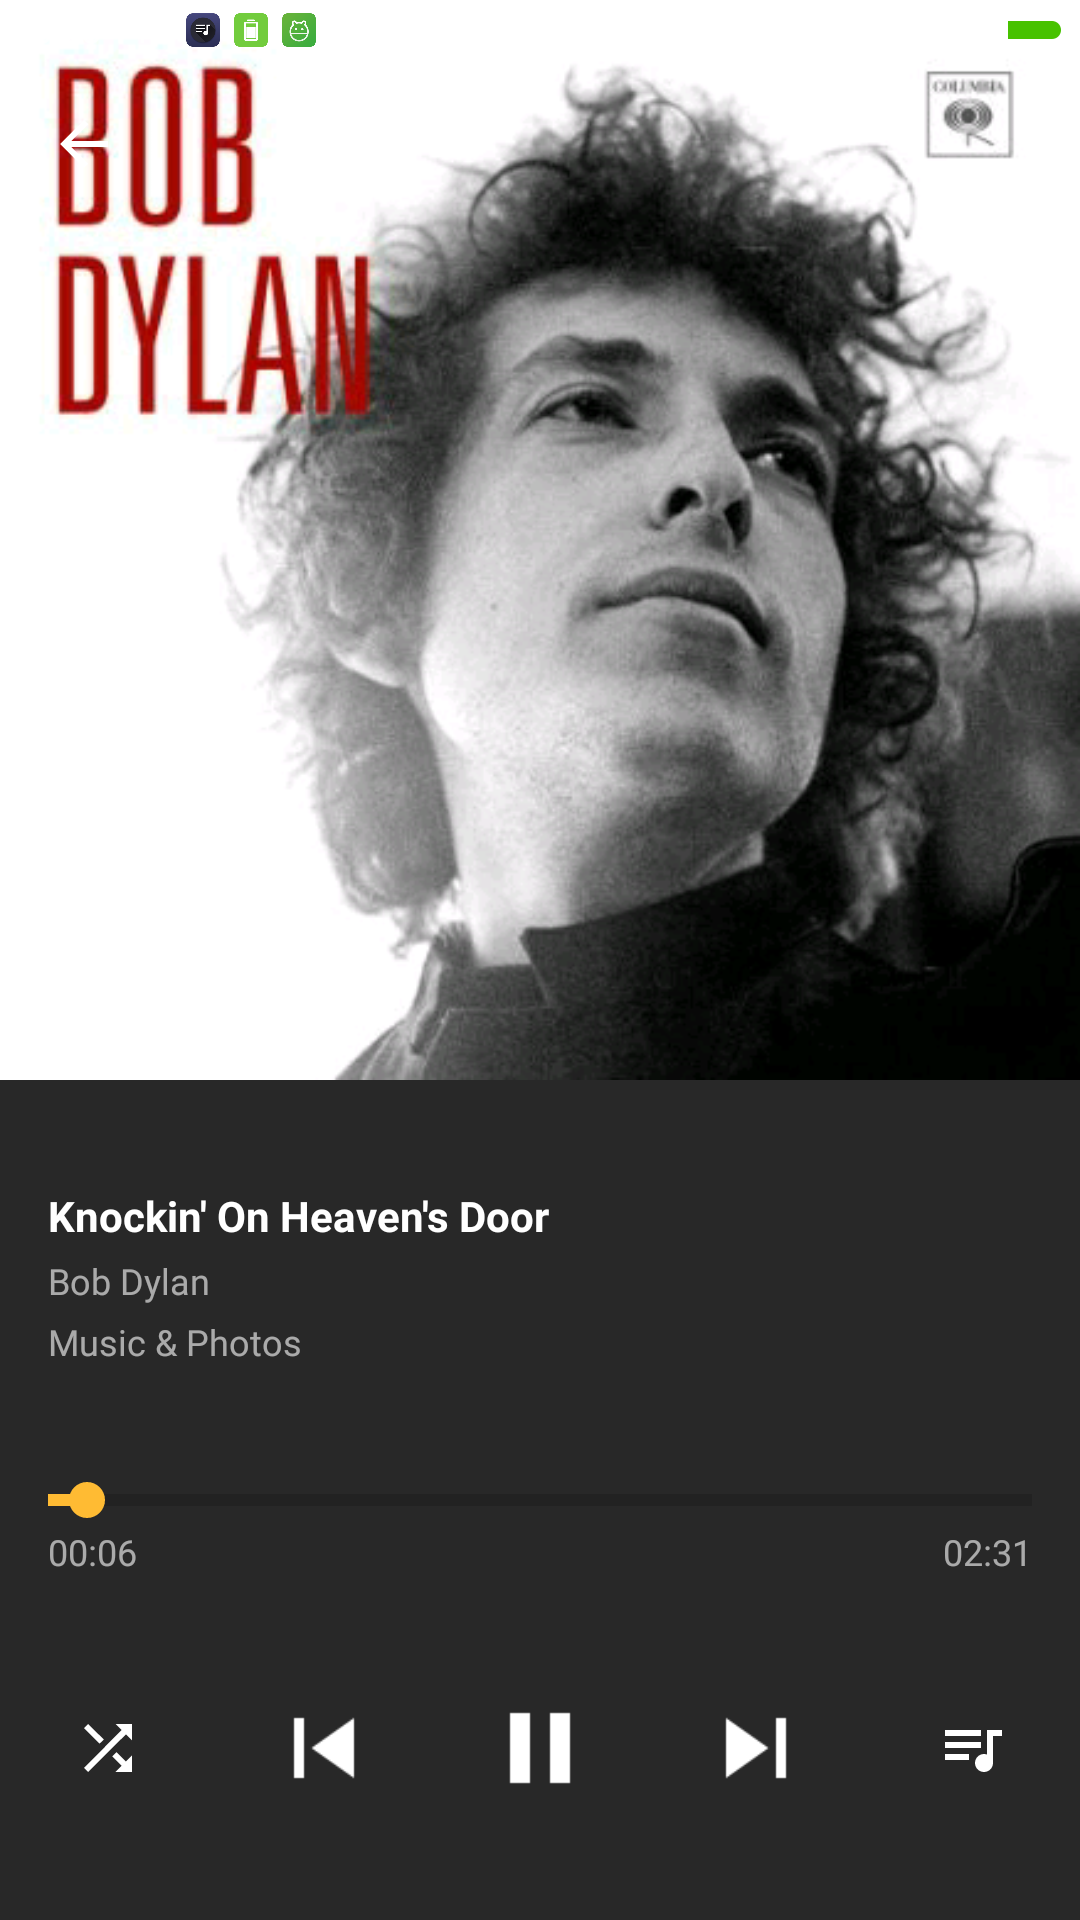 BOB
COLUMBIA
DYLAN
Knockin' On Heaven's Door
Bob Dylan
Music & Photos
00:06
02:31